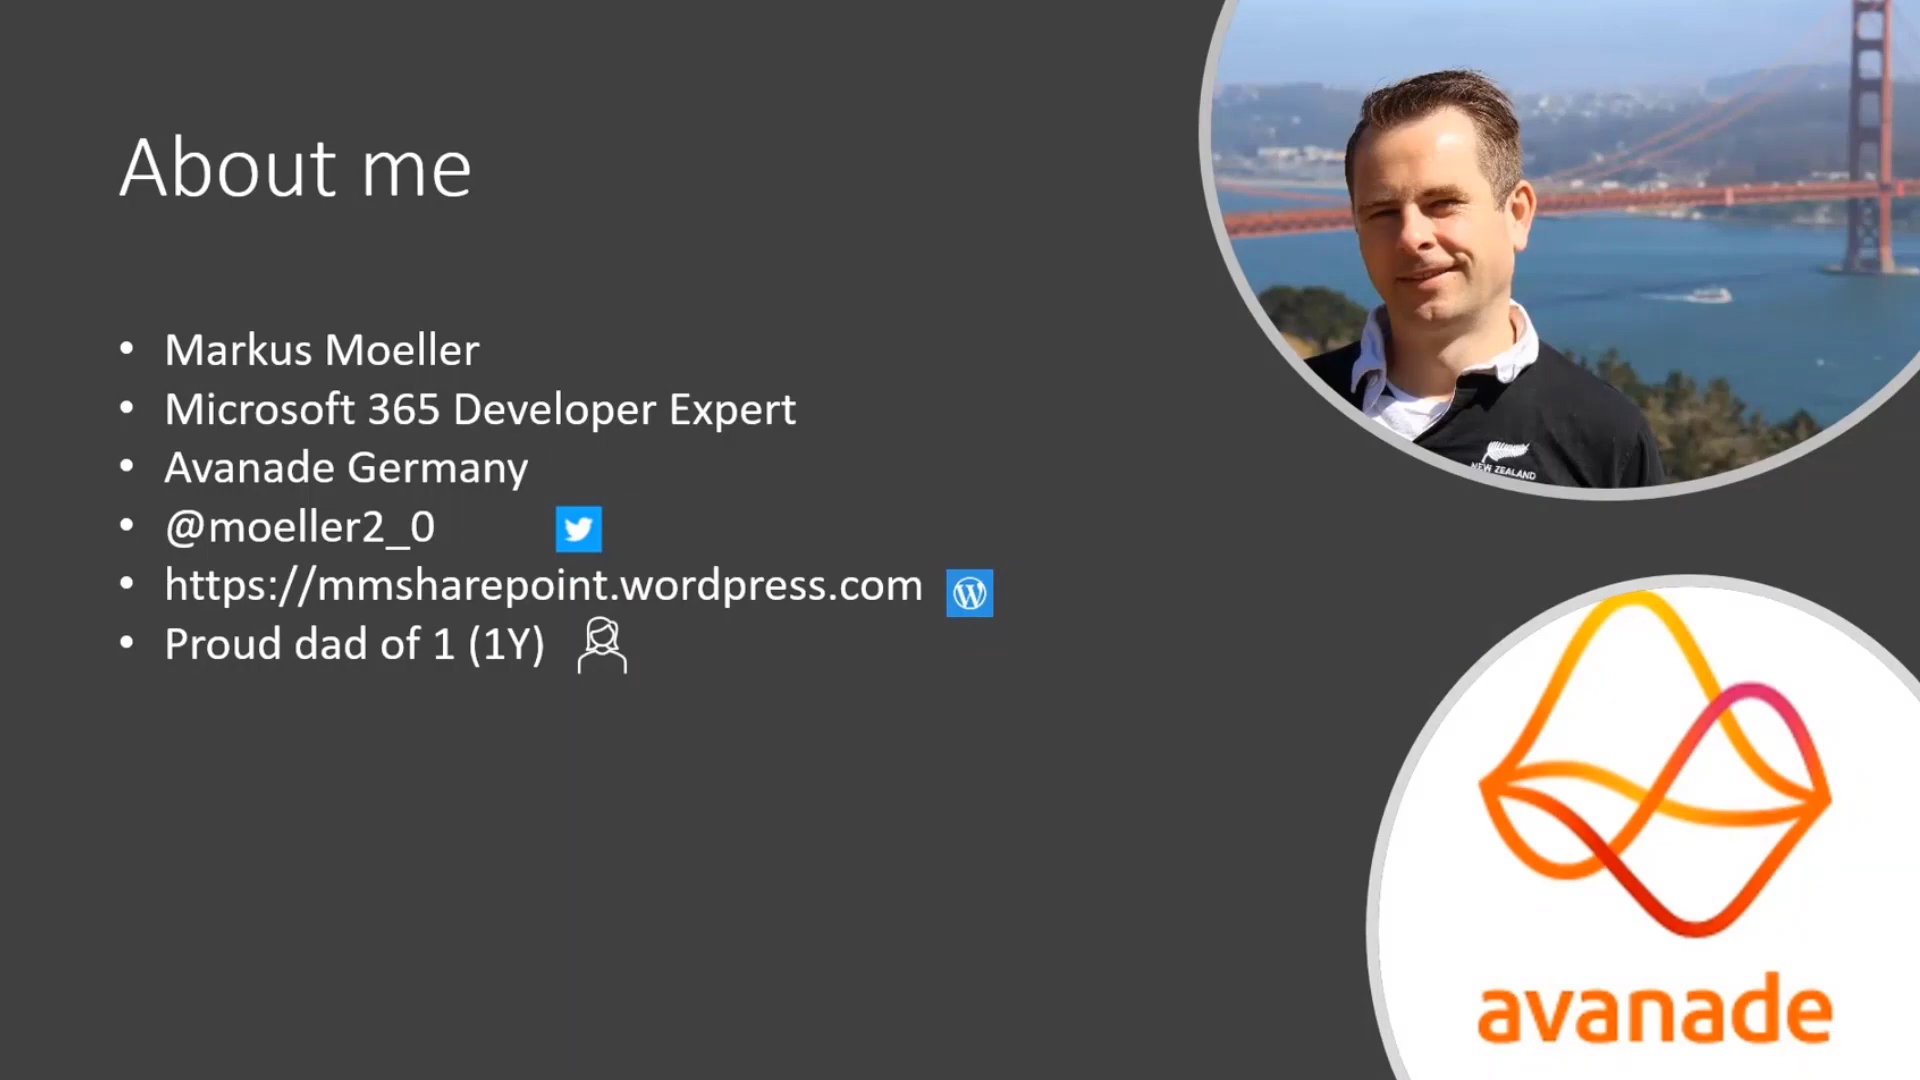 About me
Markus Moeller
Microsoft 365 Developer Expert
Avanade Germany
@moeller2_0
https://mmsharepoint.wordpress.com
Proud dad of 1 (1Y)
NEW ZEALAND
avanade